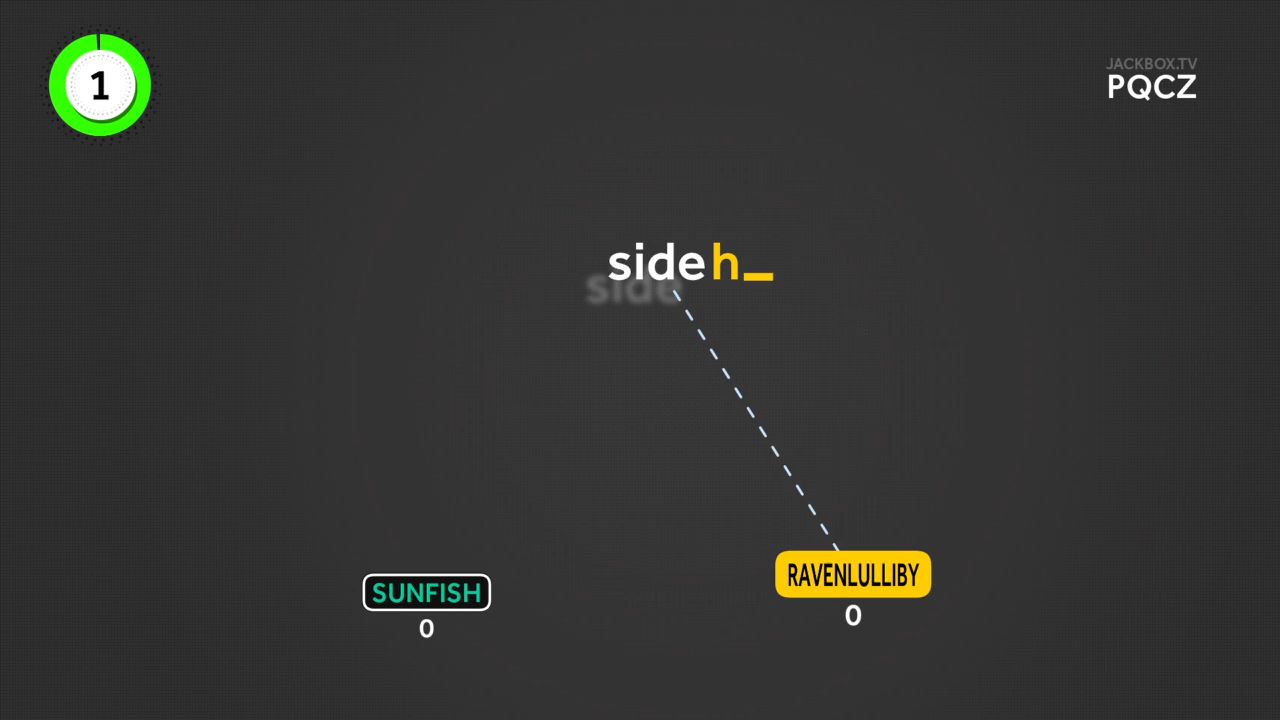 1
JACKBOX.TV
PQCZ
sideh_
side
SUNFISH
0
RAVENLULLIBY
0